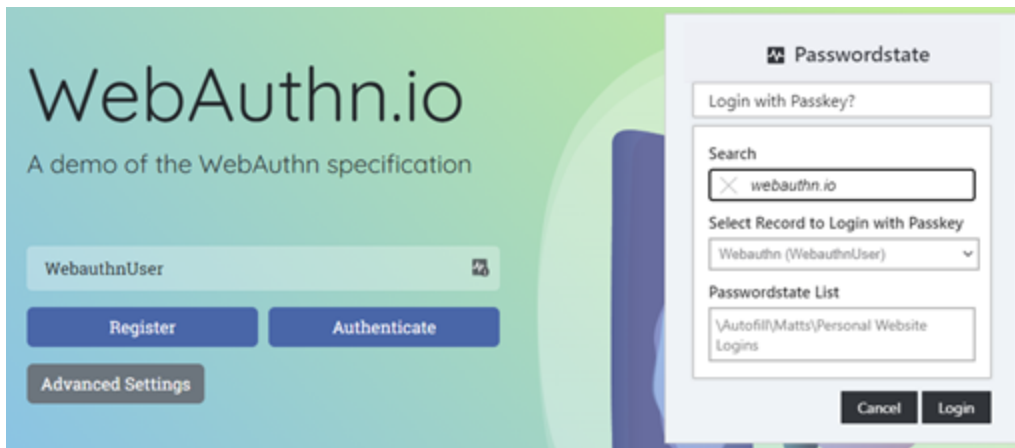 WebAuthn.io
A demo of the WebAuthn specification
WebauthnUser
Register
Authenticate
Advanced Settings
Passwordstate
Login with Passkey?
Search
webauthn.io
Select Record to Login with Passkey
Webauthn (WebauthnUser)
Passwordstate List
\Autofill\Matts\Personal Website
Logins
Cancel
Login